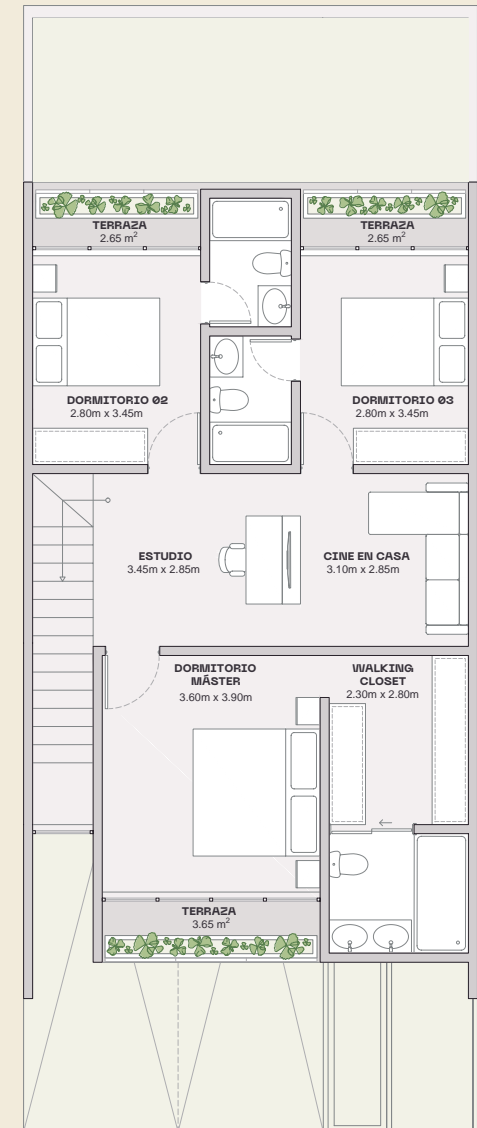 TERRAZA
2.65 m²
TERRAZA
2.65 m²
DORMITORIO 02
2.80m x 3.45m
DORMITORIO 03
2.80m x 3.45m
ESTUDIO
3.45m x 2.85m
CINE EN CASA
3.10m x 2.85m
DORMITORIO
MÁSTER
3.60m x 3.90m
WALKING
CLOSET
2.30m x 2.80m
TERRAZA
3.65 m²